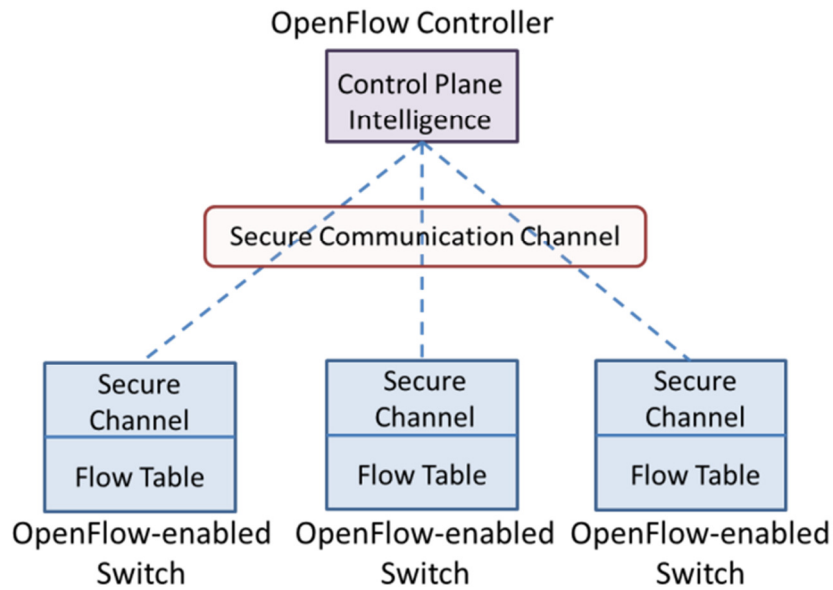 OpenFlow Controller
Control Plane
Intelligence
Secure Communication Channel
Secure
Channel
Flow Table
OpenFlow-enabled
Switch
Secure
Channel
Flow Table
OpenFlow-enabled
Switch
Secure
Channel
Flow Table
OpenFlow-enabled
Switch